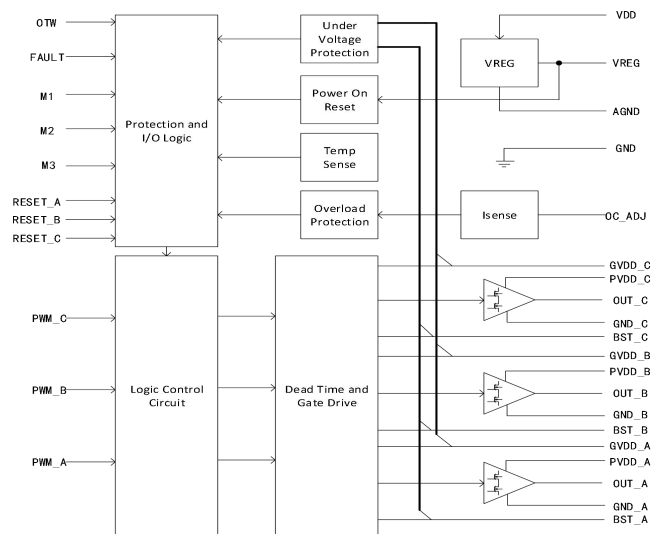 OTW
FAULT
M1
M2
M3
RESET_A
RESET_B
RESET_C
PWM_C
PWM_B
PWM_A
Protection and
I/O Logic
Logic Control
Circuit
Under
Voltage
Protection
Power On
Reset
Temp
Sense
Overload
Protection
Dead Time and
Gate Drive
VREG
Isense
VDD
VREG
AGND
GND
OC_ADJ
GVDD_C
PVDD_C
OUT_C
GND_C
BST_C
GVDD_B
PVDD_B
OUT_B
GND_B
BST_B
GVDD_A
PVDD_A
OUT_A
GND_A
BST_A